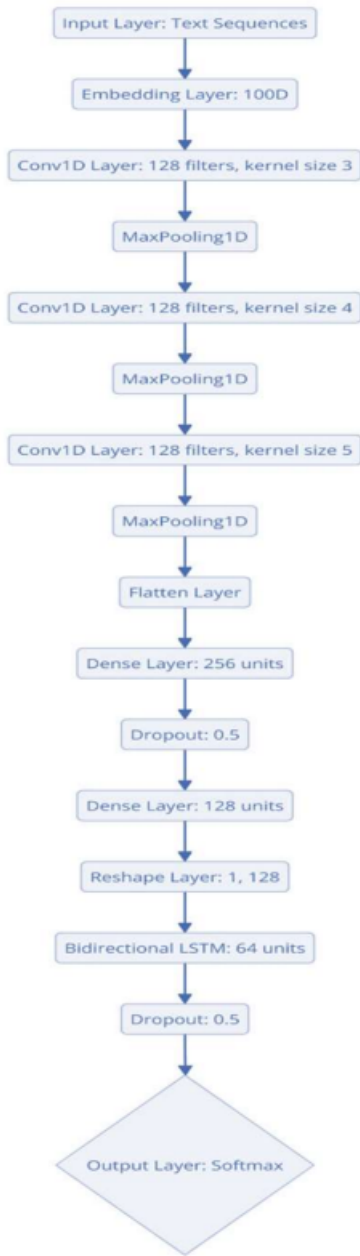 Input Layer: Text Sequences
Embedding Layer: 100D
Conv1D Layer: 128 filters, kernel size 3
MaxPooling1D
Conv1D Layer: 128 filters, kernel size 4
MaxPooling1D
Conv1D Layer: 128 filters, kernel size 5
MaxPooling1D
Flatten Layer
Dense Layer: 256 units
Dropout: 0.5
Dense Layer: 128 units
Reshape Layer: 1, 128
Bidirectional LSTM: 64 units
Dropout: 0.5
Output Layer: Softmax